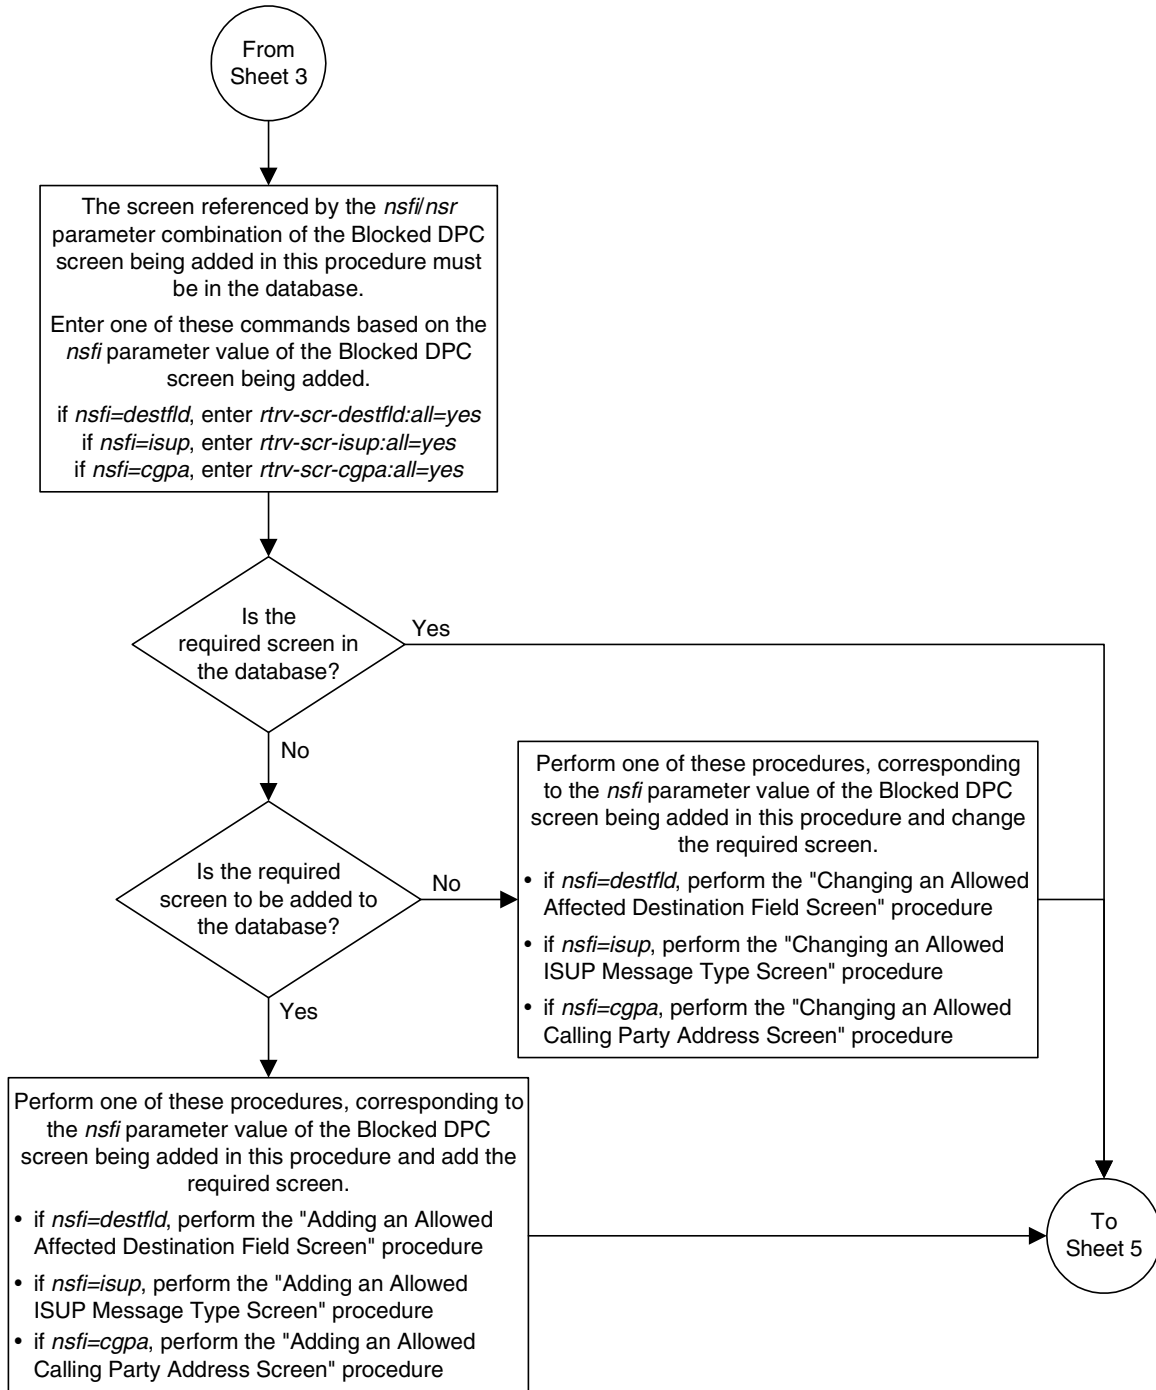 From
Sheet 3
The screen referenced by the nsfi/nsr
parameter combination of the Blocked DPC
screen being added in this procedure must
be in the database.
Enter one of these commands based on the
nsfi parameter value of the Blocked DPC
screen being added.
if nsfi=destfld, enter rtrv-scr-destfld:all=yes
if nsfi=isup, enter rtrv-scr-isup:all=yes
if nsfi=cgpa, enter rtrv-scr-cgpa:all=yes
Is the
required screen in
the database?
Yes
No
Is the required
screen to be added to
the database?
No
Yes
Perform one of these procedures, corresponding
to the nsfi parameter value of the Blocked DPC
screen being added in this procedure and change
the required screen.
• if nsfi=destfld, perform the "Changing an Allowed
Affected Destination Field Screen" procedure
• if nsfi=isup, perform the "Changing an Allowed
ISUP Message Type Screen" procedure
• if nsfi=cgpa, perform the "Changing an Allowed
Calling Party Address Screen" procedure
Perform one of these procedures, corresponding to
the nsfi parameter value of the Blocked DPC
screen being added in this procedure and add the
required screen.
• if nsfi=destfld, perform the "Adding an Allowed
Affected Destination Field Screen" procedure
• if nsfi=isup, perform the "Adding an Allowed
ISUP Message Type Screen" procedure
• if nsfi=cgpa, perform the "Adding an Allowed
Calling Party Address Screen" procedure
To
Sheet 5